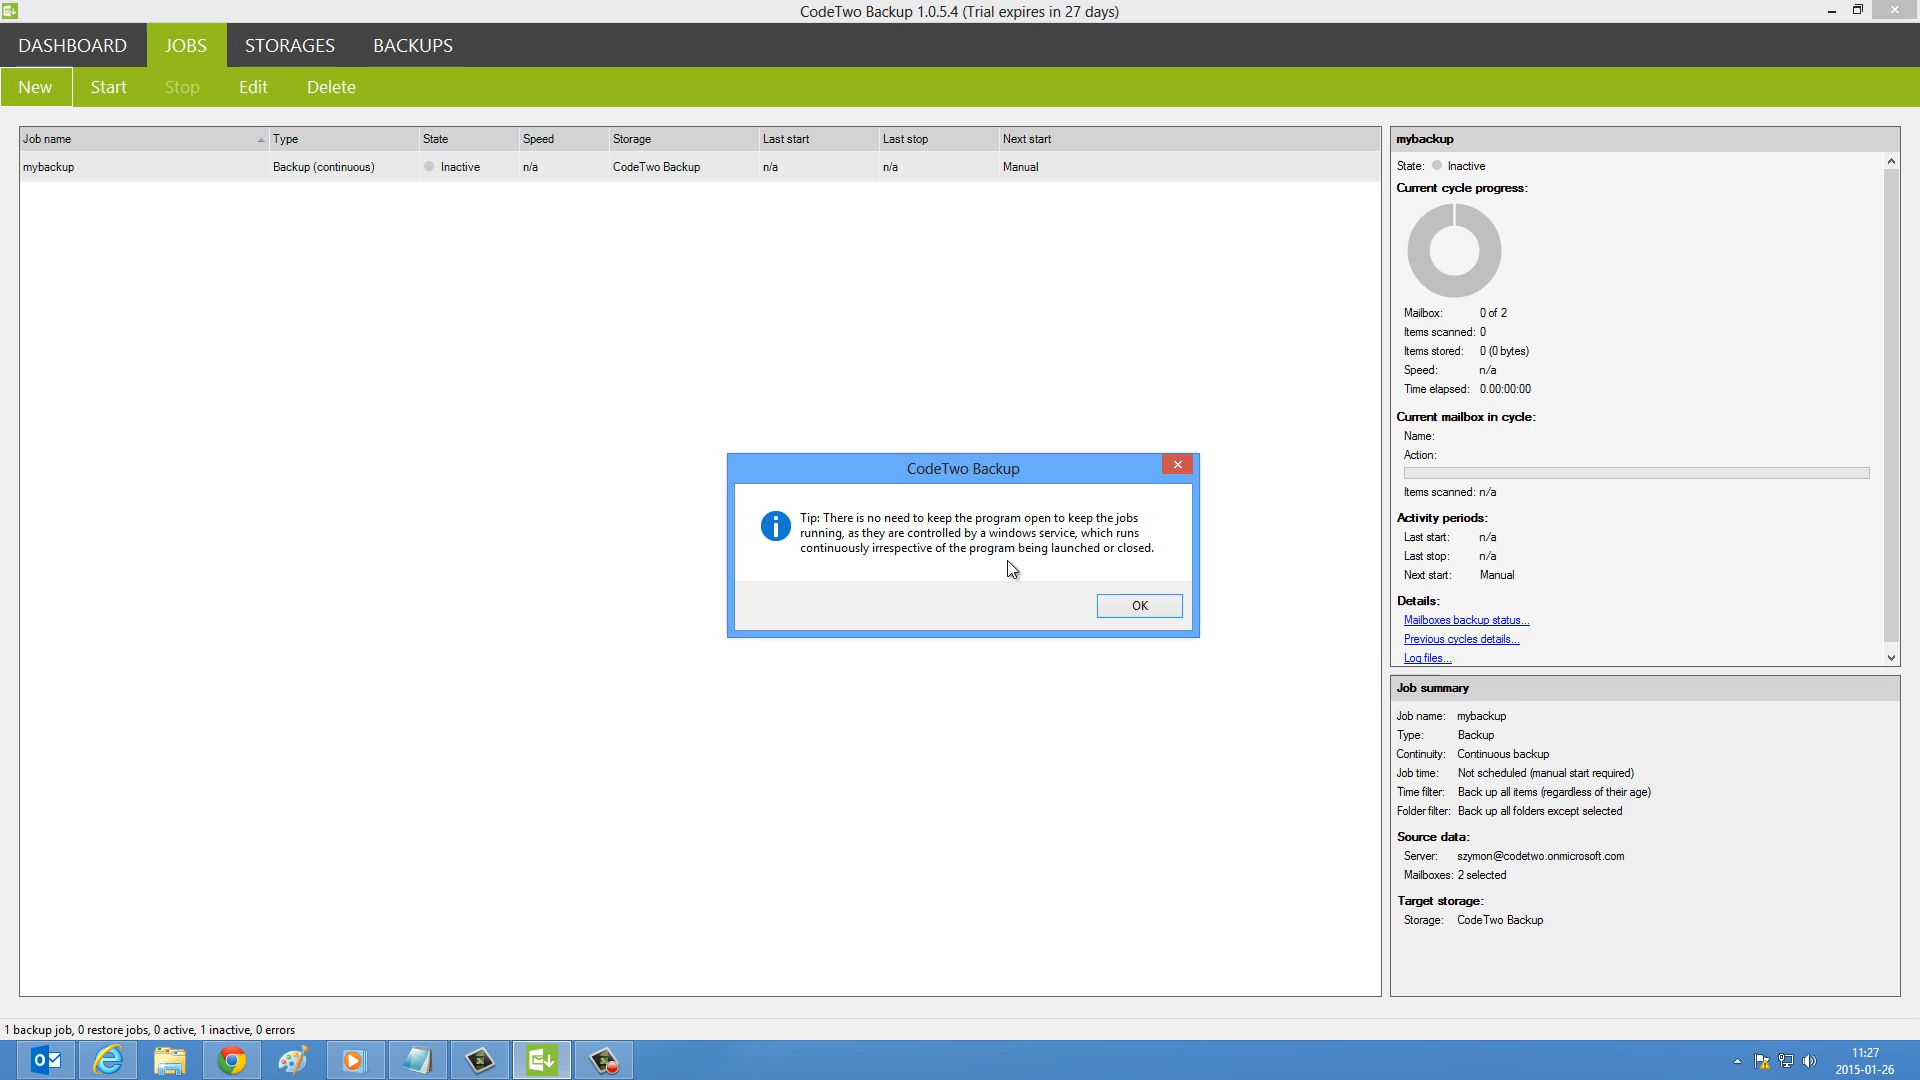 CodeTwo Backup 1.0.5.4 (Trial expires in 27 days)
DASHBOARD JOBS STORAGES BACKUPS
New Start Stop Edit Delete
Job name Type State Speed Storage Last start Last stop Next start
mybackup Backup (continuous) Inactive n/a CodeTwo Backup n/a n/a Manual
mybackup
State: Inactive
Current cycle progress:
Mailbox: 0 of 2
Items scanned: 0
Items stored: 0 (0 bytes)
Speed: n/a
Time elapsed: 0.00:00:00
Current mailbox in cycle:
Name:
Action:
Items scanned: n/a
Activity periods:
Last start: n/a
Last stop: n/a
Next start: Manual
Details:
Mailboxes backup status...
Previous cycles details...
Log files...
CodeTwo Backup
Tip: There is no need to keep the program open to keep the jobs
running, as they are controlled by a windows service, which runs
continuously irrespective of the program being launched or closed.
OK
Job summary
Job name: mybackup
Type: Backup
Continuity: Continuous backup
Job time: Not scheduled (manual start required)
Time filter: Back up all items (regardless of their age)
Folder filter: Back up all folders except selected
Source data:
Server: szymon@codetwo.onmicrosoft.com
Mailboxes: 2 selected
Target storage:
Storage: CodeTwo Backup
1 backup job, 0 restore jobs, 0 active, 1 inactive, 0 errors
11:27
2015-01-26